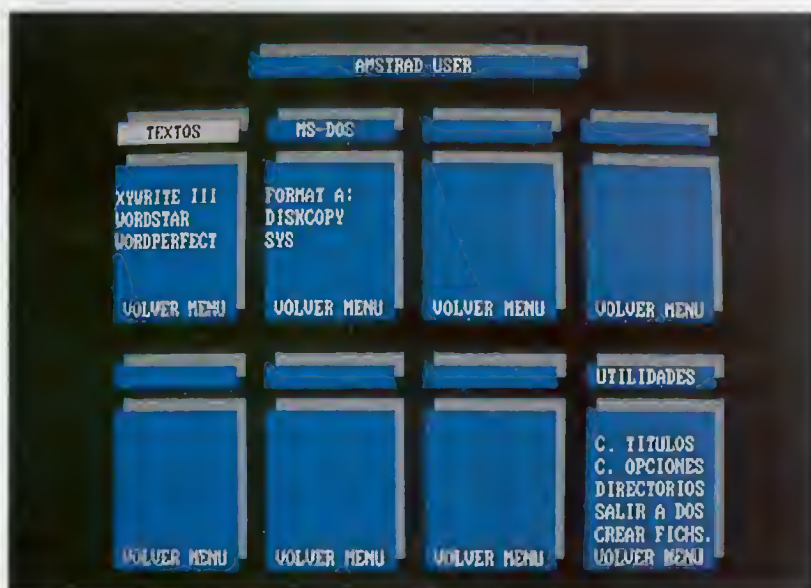 AMSTRAD USER
TEXTOS
MS-DOS
XYWRITE III
WORDSTAR
WORDPERFECT
VOLVER MENU
FORMAT A:
DISKCOPY
SYS
VOLVER MENU
VOLVER MENU
VOLVER MENU
UTILIDADES
VOLVER MENU
VOLVER MENU
VOLVER MENU
C. TITULOS
C. OPCIONES
DIRECTORIOS
SALIR A DOS
CREAR FICHS.
VOLVER MENU